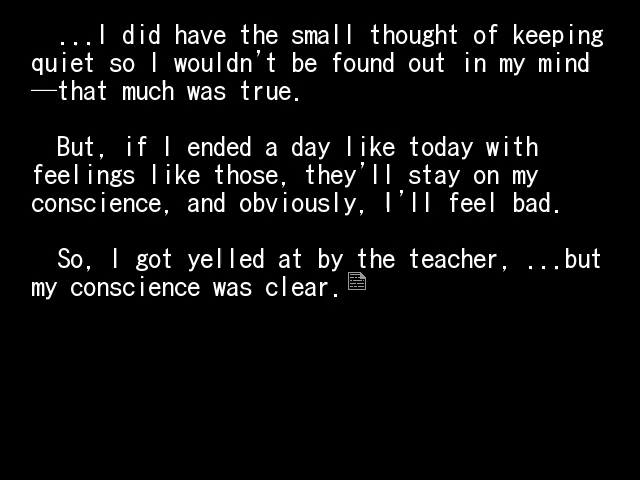 ...I did have the small thought of keeping
quiet so I wouldn't be found out in my mind
—that much was true.
But, if I ended a day like today with
feelings like those, they'll stay on my
conscience, and obviously, I'll feel bad.
So, I got yelled at by the teacher, ...but
my conscience was clear.